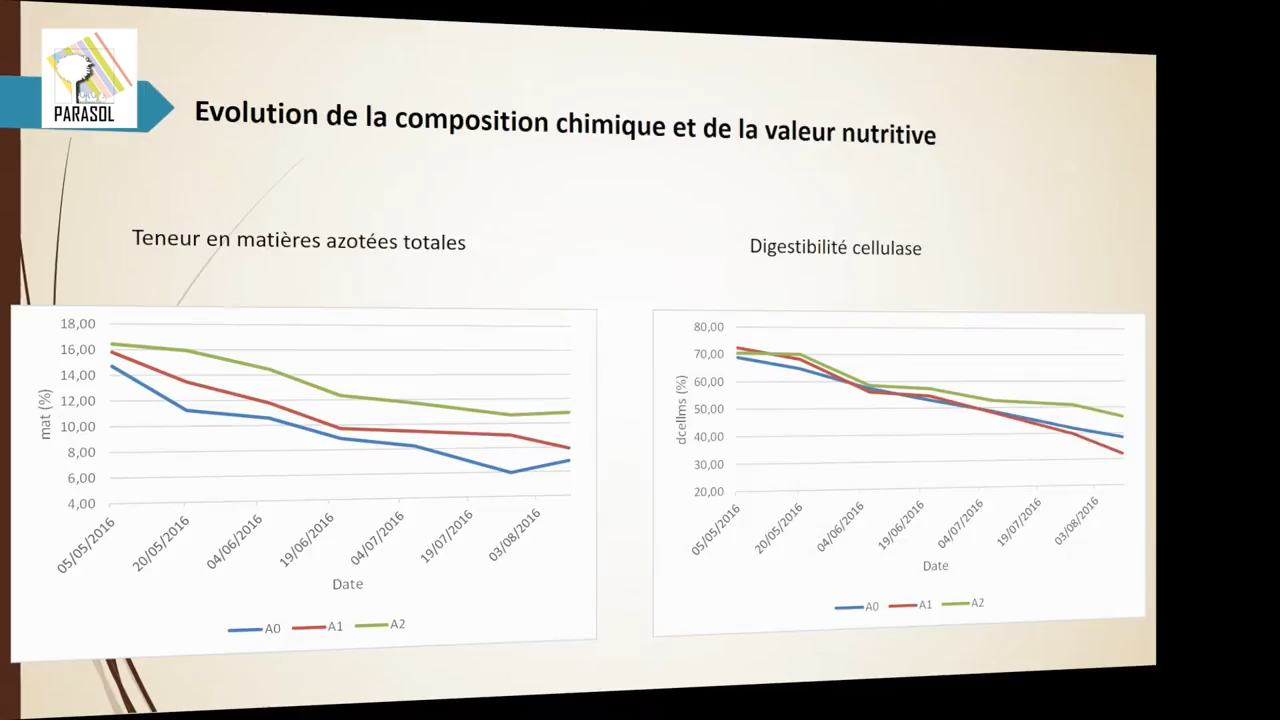 PARASOL
Evolution de la composition chimique et de la valeur nutritive
Teneur en matières azotées totales
18,00
16,00
14,00
12,00
10,00
8,00
6,00
4,00
mat (%)
05/05/2016
20/05/2016
04/06/2016
19/06/2016
04/07/2016
19/07/2016
03/08/2016
Date
A0 A1 A2
Digestibilité cellulase
80,00
70,00
60,00
50,00
40,00
30,00
20,00
dcellms (%)
05/05/2016
20/05/2016
04/06/2016
19/06/2016
04/07/2016
19/07/2016
03/08/2016
Date
A0 A1 A2